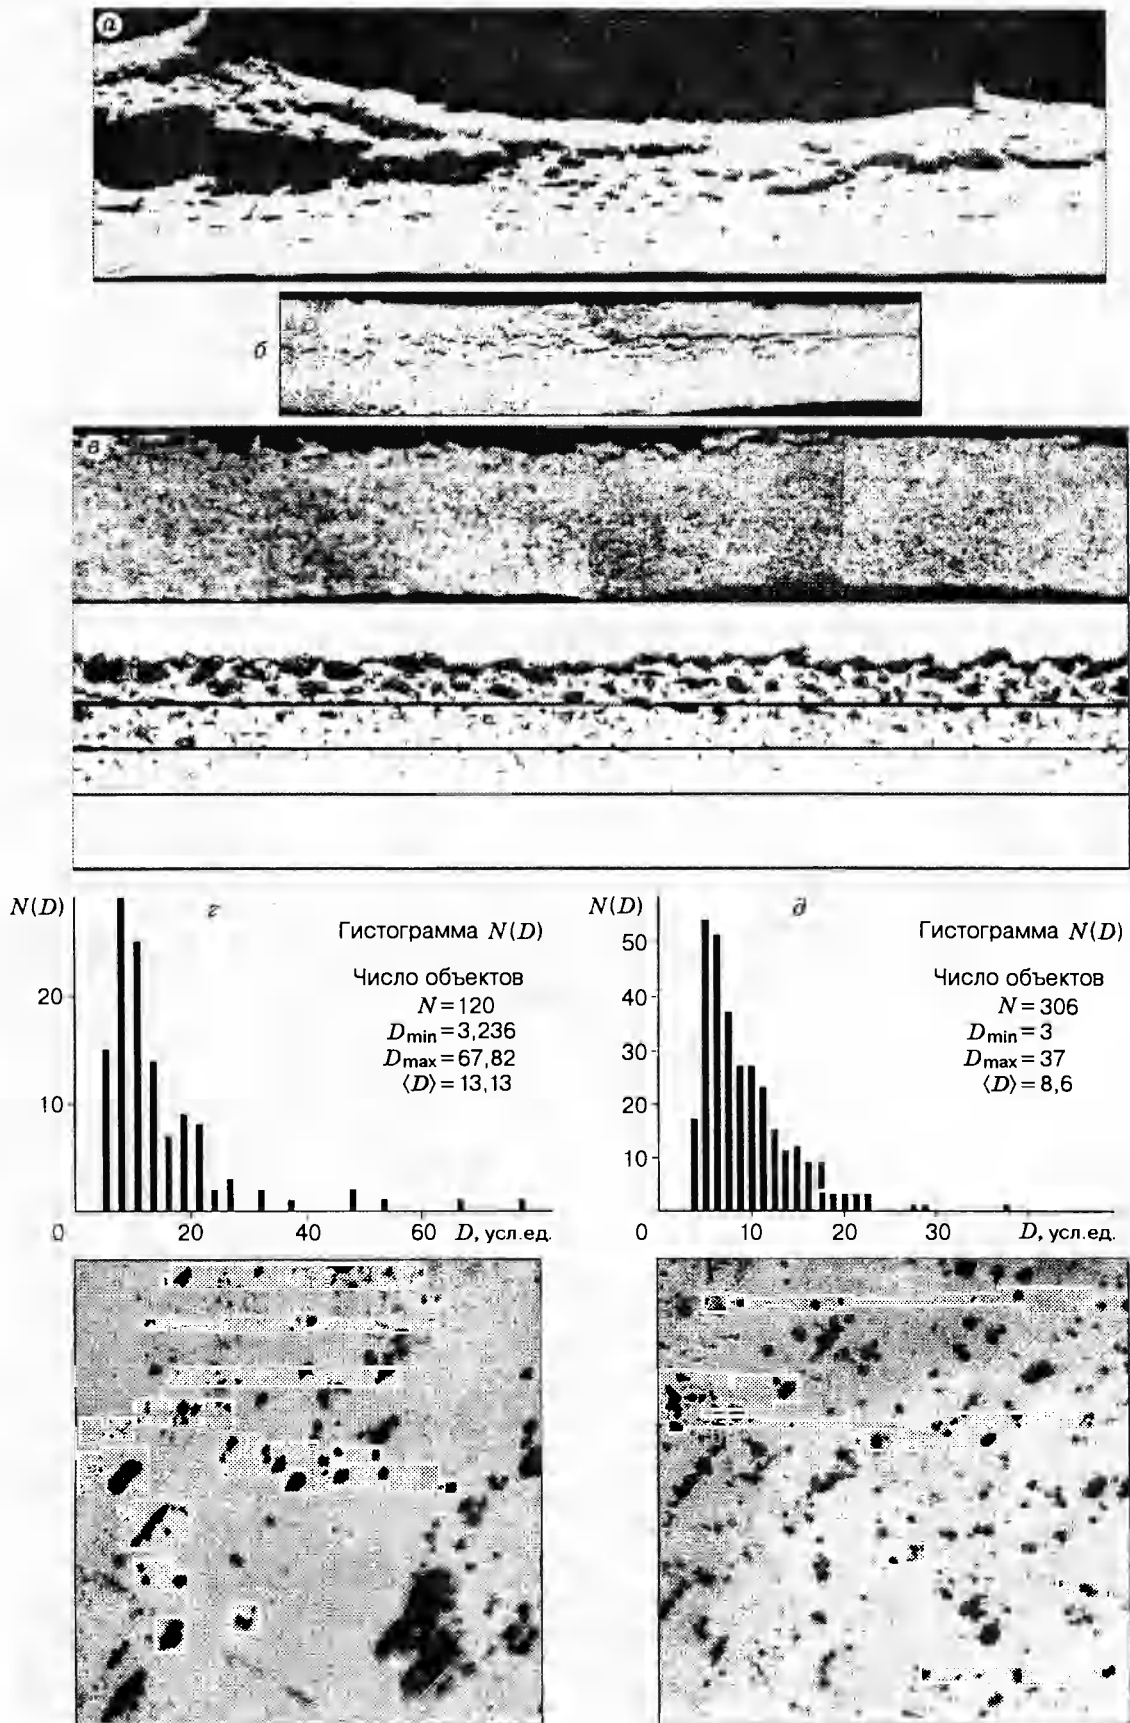 а
б
в
N(D)
г
Гистограмма N(D)
Число объектов
N=120
Dmin=3,236
Dmax=67,82
⟨D⟩=13,13
20
10
0
20
40
60
D, усл.ед.
N(D)
д
Гистограмма N(D)
Число объектов
N=306
Dmin=3
Dmax=37
⟨D⟩=8,6
50
40
30
20
10
0
10
20
30
D, усл.ед.